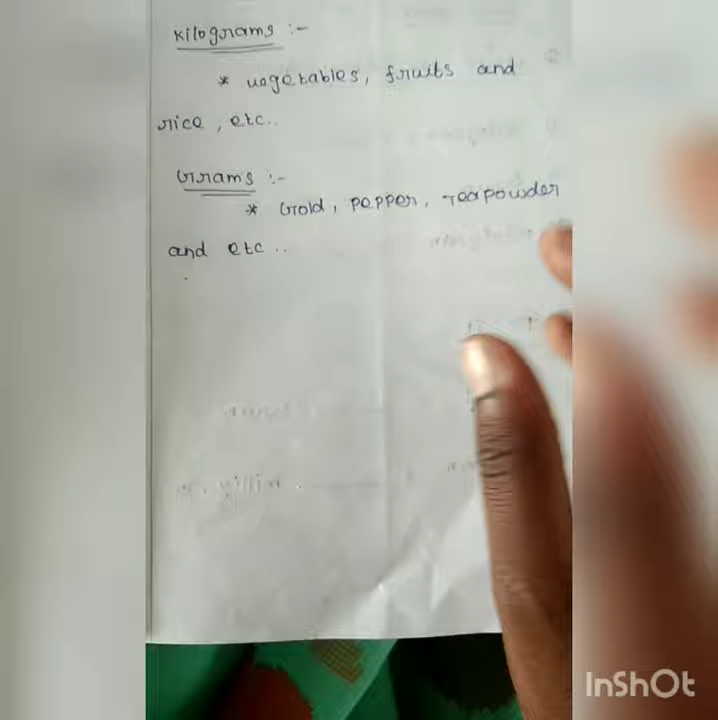 Kilograms :-
* vegetables, fruits and
rice, etc..
Grams :-
* Gold, pepper, Teapowder
and etc..
InShOt